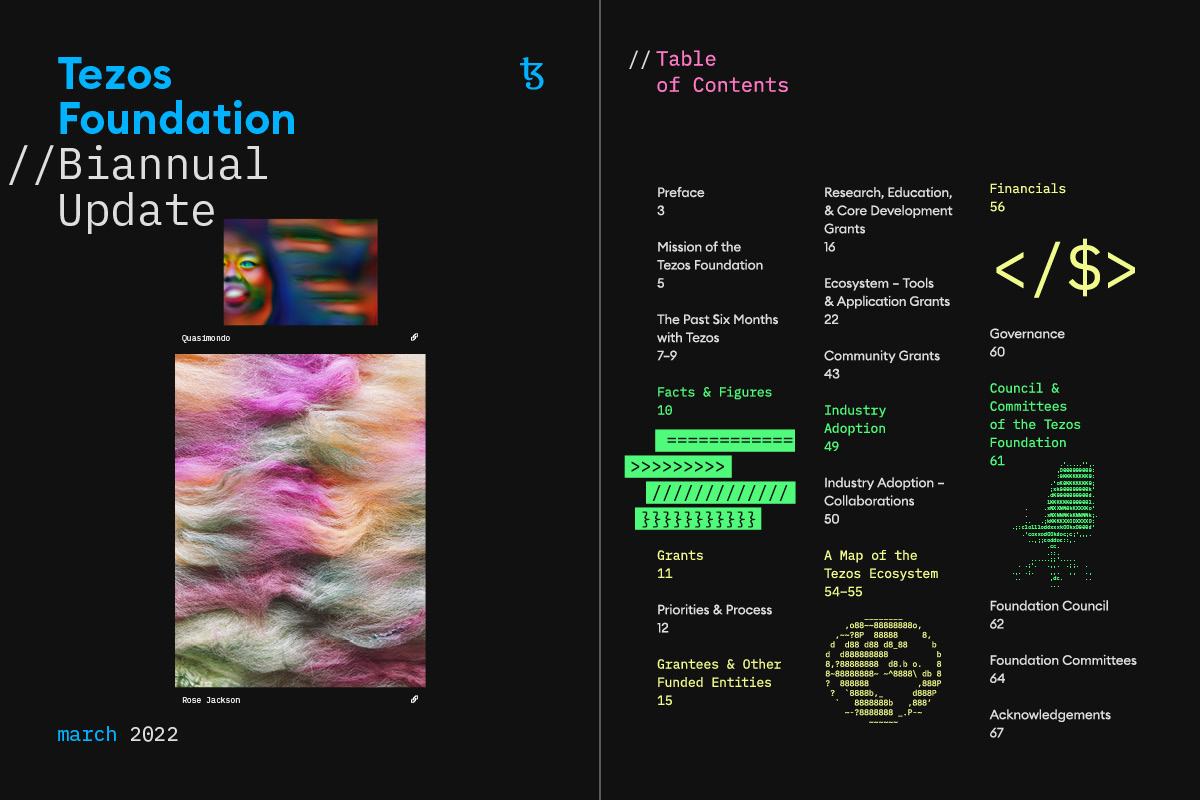 Tezos
Foundation
//Biannual
Update
Quasimondo
Rose Jackson
march 2022
// Table
of Contents
Preface
3
Mission of the
Tezos Foundation
5
The Past Six Months
with Tezos
7–9
Facts & Figures
10
============
>>>>>>>>>
/////////////
}}}}}}}}}}}
Grants
11
Priorities & Process
12
Grantees & Other
Funded Entities
15
Research, Education,
& Core Development
Grants
16
Ecosystem – Tools
& Application Grants
22
Community Grants
43
Industry
Adoption
49
Industry Adoption –
Collaborations
50
A Map of the
Tezos Ecosystem
54–55
Financials
56
</$>
Governance
60
Council &
Committees
of the Tezos
Foundation
61
Foundation Council
62
Foundation Committees
64
Acknowledgements
67